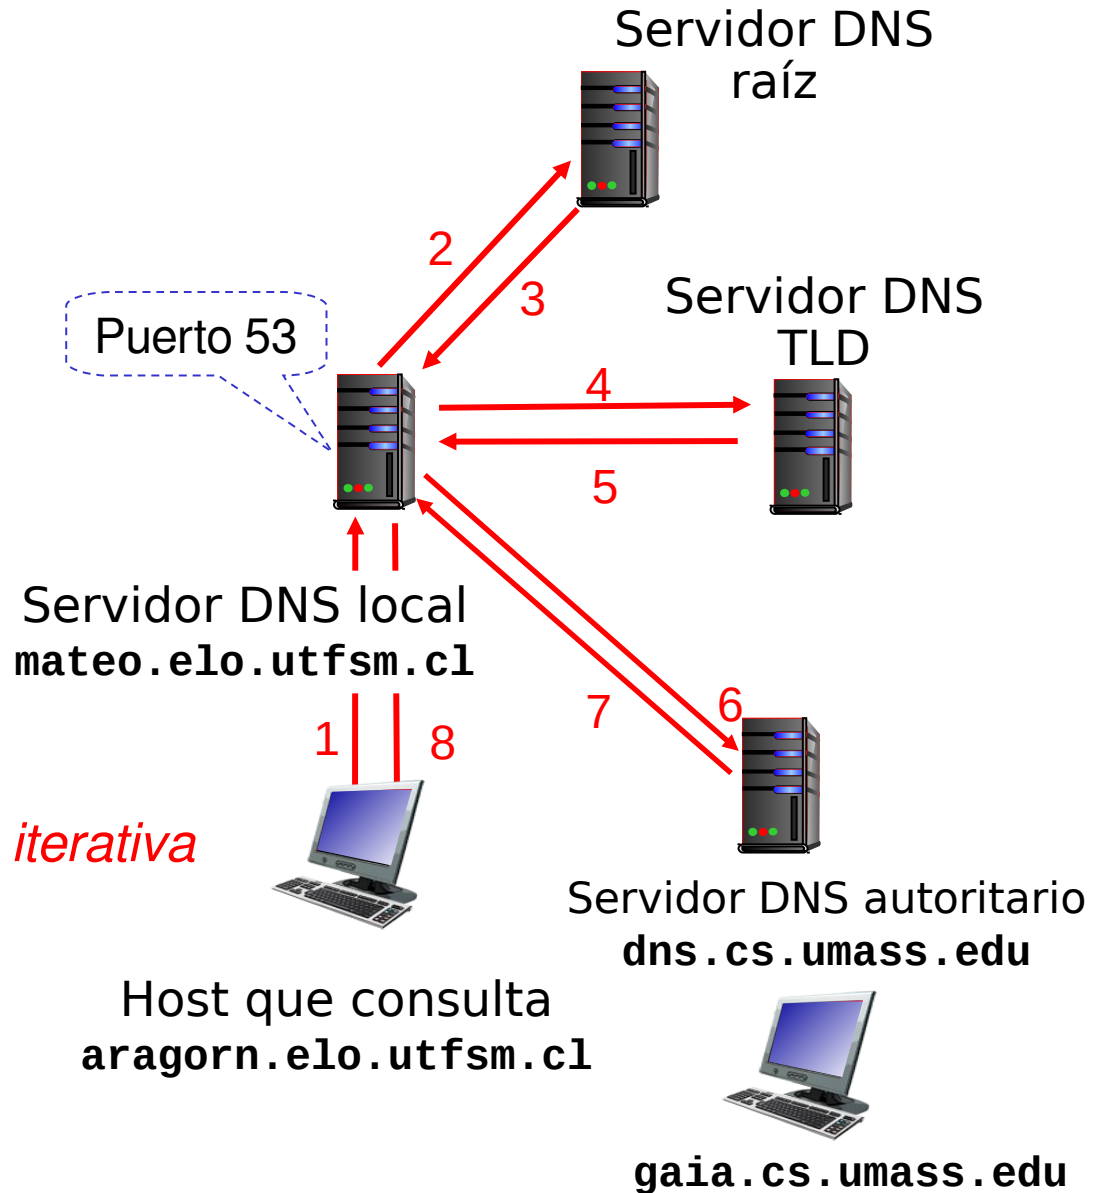 Servidor DNS
raíz
2
3
Servidor DNS
TLD
Puerto 53
4
5
Servidor DNS local
mateo.elo.utfsm.cl
1
8
7
6
iterativa
Servidor DNS autoritario
dns.cs.umass.edu
Host que consulta
aragorn.elo.utfsm.cl
gaia.cs.umass.edu